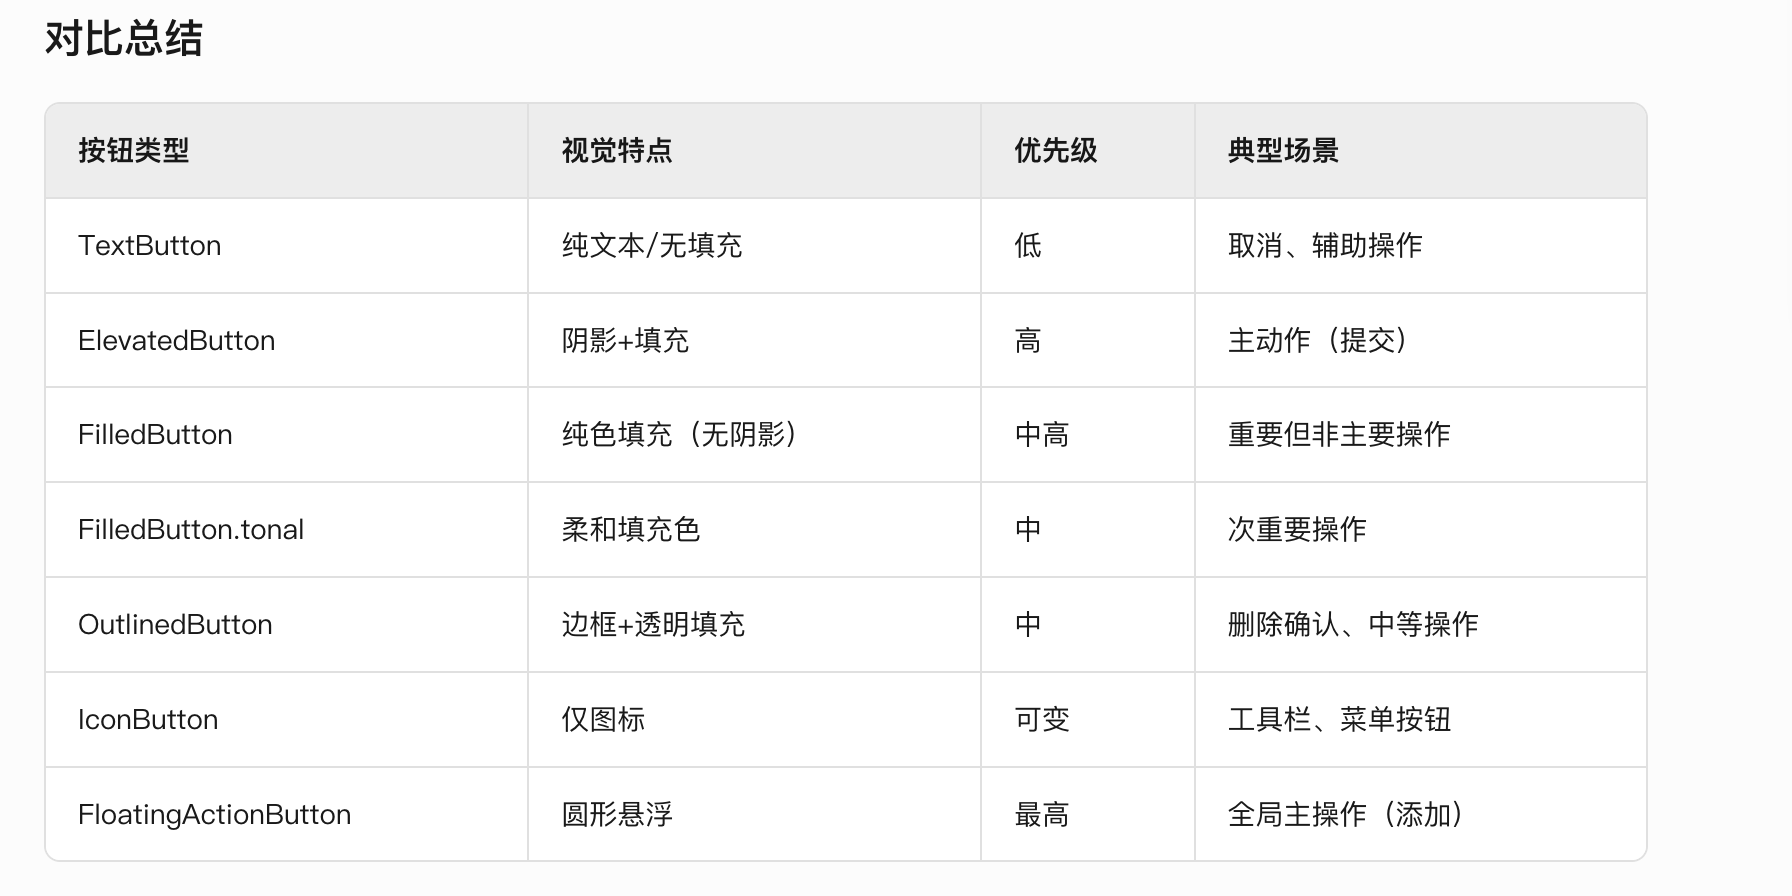 对比总结
按钮类型 视觉特点 优先级 典型场景
TextButton 纯文本/无填充 低 取消、辅助操作
ElevatedButton 阴影+填充 高 主动作（提交）
FilledButton 纯色填充（无阴影） 中高 重要但非主要操作
FilledButton.tonal 柔和填充色 中 次重要操作
OutlinedButton 边框+透明填充 中 删除确认、中等操作
IconButton 仅图标 可变 工具栏、菜单按钮
FloatingActionButton 圆形悬浮 最高 全局主操作（添加）